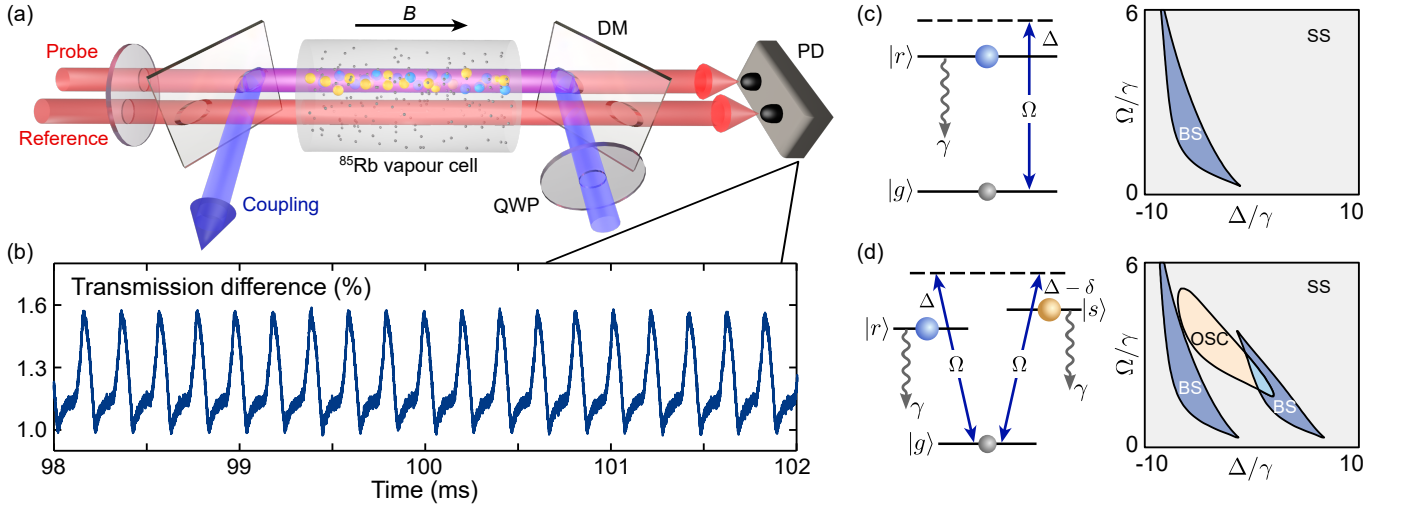 (a)
B
DM
PD
Probe
Reference
⁸⁵Rb vapour cell
Coupling
QWP
(b)
Transmission difference (%)
1.6
1.3
1.0
98
99
100
101
102
Time (ms)
(c)
Δ
|r⟩
Ω
γ
|g⟩
6
SS
Ω/γ
BS
0
-10
Δ/γ
10
(d)
Δ
Δ − δ
|r⟩
|s⟩
Ω
Ω
γ
γ
|g⟩
6
SS
OSC
Ω/γ
BS
BS
0
-10
Δ/γ
10